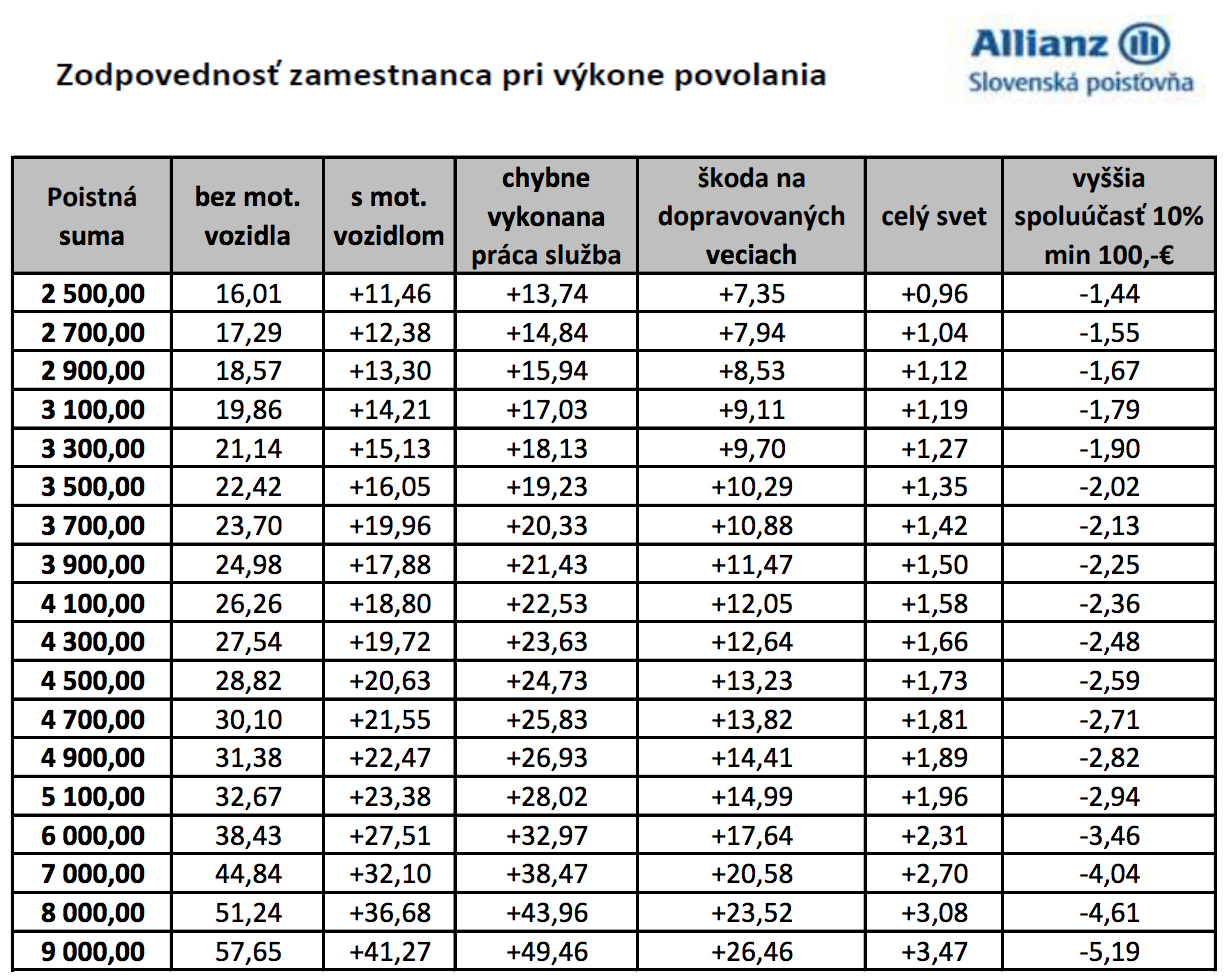 Allianz
Slovenská poisťovňa
Zodpovednosť zamestnanca pri výkone povolania
Poistná suma bez mot. vozidla s mot. vozidlom chybne vykonana práca služba škoda na dopravovaných veciach celý svet vyššia spoluúčasť 10% min 100,-€
2 500,00 16,01 +11,46 +13,74 +7,35 +0,96 -1,44
2 700,00 17,29 +12,38 +14,84 +7,94 +1,04 -1,55
2 900,00 18,57 +13,30 +15,94 +8,53 +1,12 -1,67
3 100,00 19,86 +14,21 +17,03 +9,11 +1,19 -1,79
3 300,00 21,14 +15,13 +18,13 +9,70 +1,27 -1,90
3 500,00 22,42 +16,05 +19,23 +10,29 +1,35 -2,02
3 700,00 23,70 +19,96 +20,33 +10,88 +1,42 -2,13
3 900,00 24,98 +17,88 +21,43 +11,47 +1,50 -2,25
4 100,00 26,26 +18,80 +22,53 +12,05 +1,58 -2,36
4 300,00 27,54 +19,72 +23,63 +12,64 +1,66 -2,48
4 500,00 28,82 +20,63 +24,73 +13,23 +1,73 -2,59
4 700,00 30,10 +21,55 +25,83 +13,82 +1,81 -2,71
4 900,00 31,38 +22,47 +26,93 +14,41 +1,89 -2,82
5 100,00 32,67 +23,38 +28,02 +14,99 +1,96 -2,94
6 000,00 38,43 +27,51 +32,97 +17,64 +2,31 -3,46
7 000,00 44,84 +32,10 +38,47 +20,58 +2,70 -4,04
8 000,00 51,24 +36,68 +43,96 +23,52 +3,08 -4,61
9 000,00 57,65 +41,27 +49,46 +26,46 +3,47 -5,19